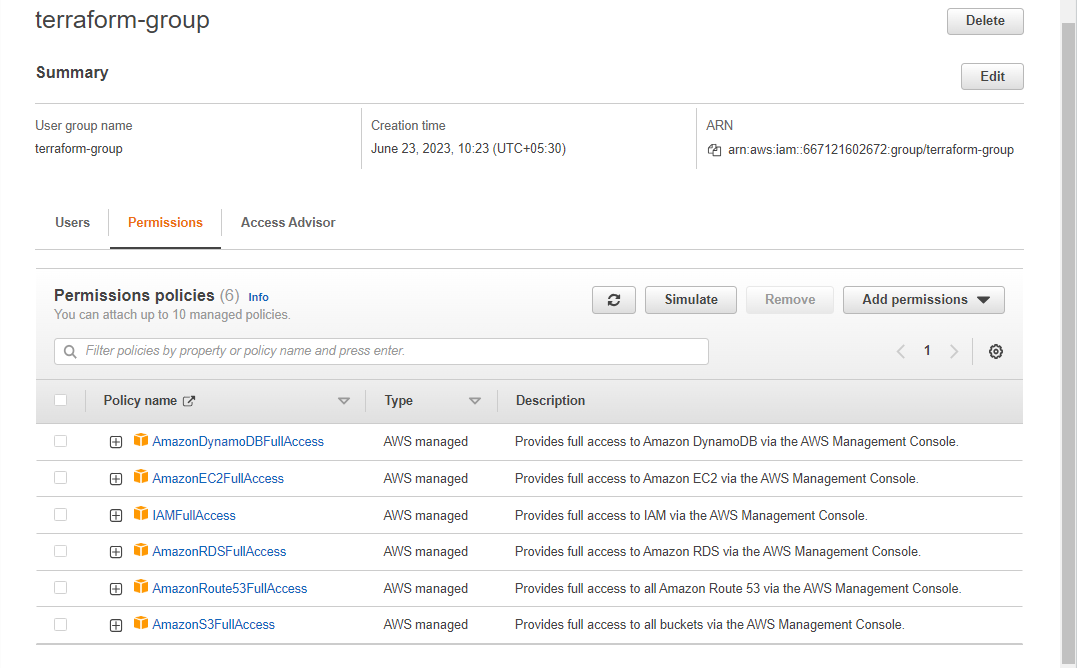 terraform-group
Delete
Summary
Edit
User group name
Creation time
ARN
terraform-group
June 23, 2023, 10:23 (UTC+05:30)
arn:aws:iam::667121602672:group/terraform-group
Users
Permissions
Access Advisor
Permissions policies (6) Info
You can attach up to 10 managed policies.
Simulate
Remove
Add permissions
Filter policies by property or policy name and press enter.
1
Policy name
Type
Description
AmazonDynamoDBFullAccess AWS managed Provides full access to Amazon DynamoDB via the AWS Management Console.
AmazonEC2FullAccess AWS managed Provides full access to Amazon EC2 via the AWS Management Console.
IAMFullAccess AWS managed Provides full access to IAM via the AWS Management Console.
AmazonRDSFullAccess AWS managed Provides full access to Amazon RDS via the AWS Management Console.
AmazonRoute53FullAccess AWS managed Provides full access to all Amazon Route 53 via the AWS Management Console.
AmazonS3FullAccess AWS managed Provides full access to all buckets via the AWS Management Console.